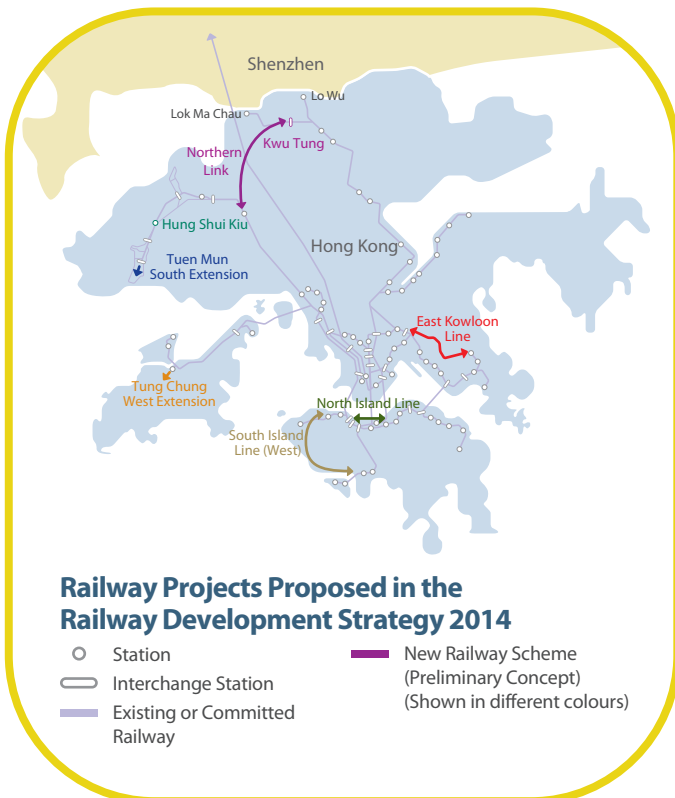 Shenzhen
Lo Wu
Lok Ma Chau
Kwu Tung
Northern
Link
Hung Shui Kiu
Hong Kong
Tuen Mun
South Extension
East Kowloon
Line
Tung Chung
West Extension
North Island Line
South Island
Line (West)
Railway Projects Proposed in the
Railway Development Strategy 2014
Station
Interchange Station
Existing or Committed
Railway
New Railway Scheme
(Preliminary Concept)
(Shown in different colours)